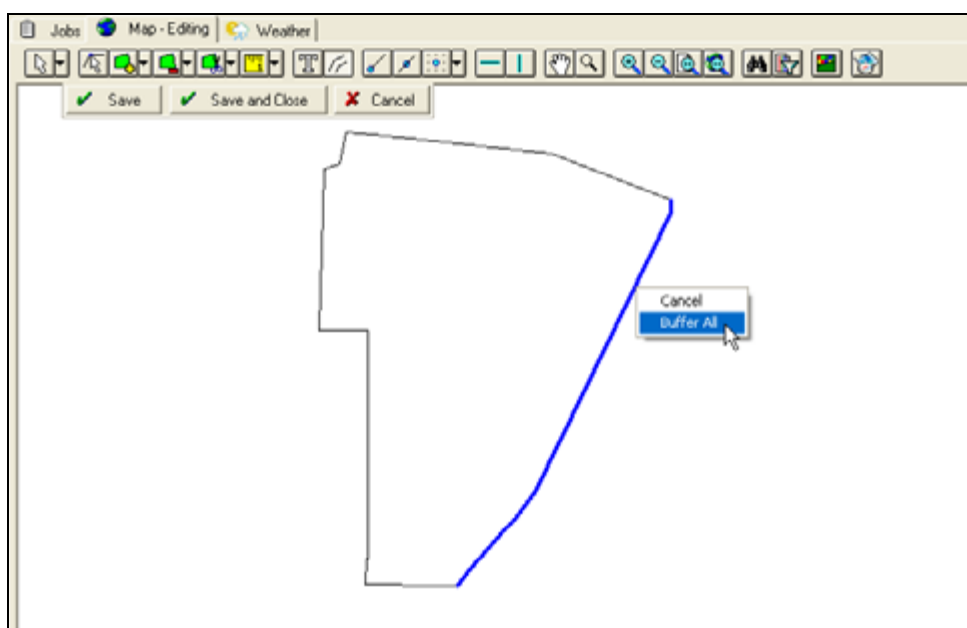 Jobs Map - Editing Weather
T
Save Save and Close Cancel
Cancel
Buffer All